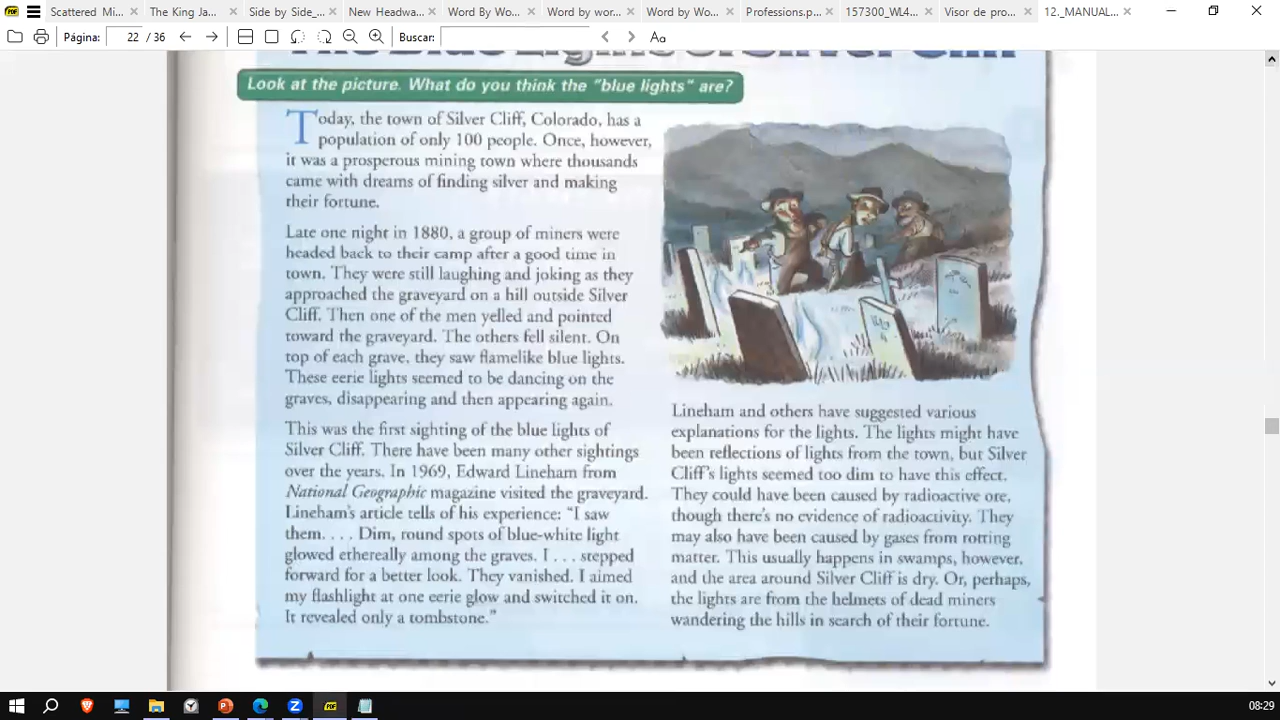 Scattered Mi...
The King Ja...
Side by Side_...
New Headwa...
Word By Wo...
Word by wor...
Word by Wo...
Professions.p...
157300_WL4...
Visor de pro...
12._MANUAL...
Página: 22 / 36
Buscar:
Aa
The Blue Lights of Silver Cliff
Look at the picture. What do you think the "blue lights" are?
Today, the town of Silver Cliff, Colorado, has a
population of only 100 people. Once, however,
it was a prosperous mining town where thousands
came with dreams of finding silver and making
their fortune.
Late one night in 1880, a group of miners were
headed back to their camp after a good time in
town. They were still laughing and joking as they
approached the graveyard on a hill outside Silver
Cliff. Then one of the men yelled and pointed
toward the graveyard. The others fell silent. On
top of each grave, they saw flamelike blue lights.
These eerie lights seemed to be dancing on the
graves, disappearing and then appearing again.
This was the first sighting of the blue lights of
Silver Cliff. There have been many other sightings
over the years. In 1969, Edward Lineham from
National Geographic magazine visited the graveyard.
Lineham's article tells of his experience: "I saw
them. . . . Dim, round spots of blue-white light
glowed ethereally among the graves. I . . . stepped
forward for a better look. They vanished. I aimed
my flashlight at one eerie glow and switched it on.
It revealed only a tombstone."
Lineham and others have suggested various
explanations for the lights. The lights might have
been reflections of lights from the town, but Silver
Cliff's lights seemed too dim to have this effect.
They could have been caused by radioactive ore,
though there's no evidence of radioactivity. They
may also have been caused by gases from rotting
matter. This usually happens in swamps, however,
and the area around Silver Cliff is dry. Or, perhaps,
the lights are from the helmets of dead miners
wandering the hills in search of their fortune.
08:29